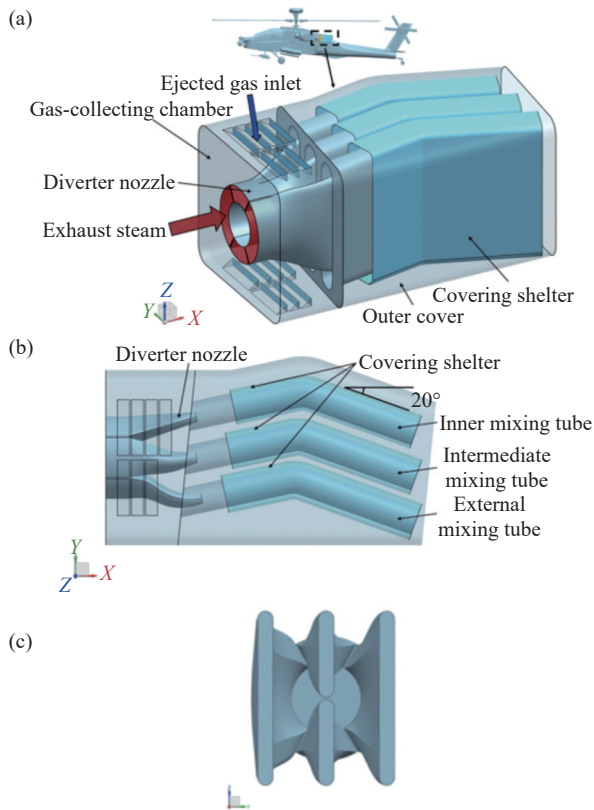 (a)
Ejected gas inlet
Gas-collecting chamber
Diverter nozzle
Exhaust steam
Covering shelter
Outer cover
Z
Y
X
(b)
Diverter nozzle
Covering shelter
20°
Inner mixing tube
Intermediate
mixing tube
External
mixing tube
Y
Z
X
(c)